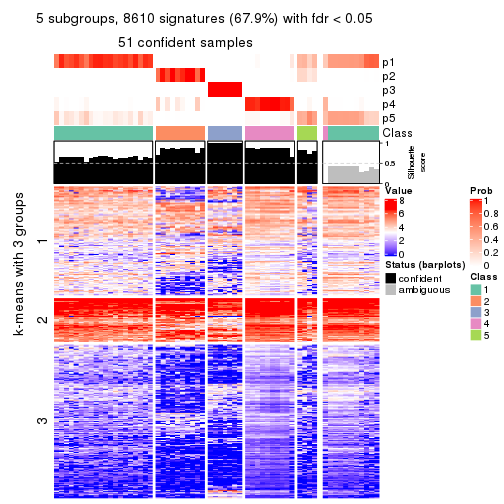 5 subgroups, 8610 signatures (67.9%) with fdr < 0.05
51 confident samples
p1
p2
p3
p4
p5
Class
1
0.5
0
Silhouette
score
k-means with 3 groups
1
2
3
Value
8
6
4
2
0
Status (barplots)
confident
ambiguous
Prob
1
0.8
0.6
0.4
0.2
0
Class
1
2
3
4
5